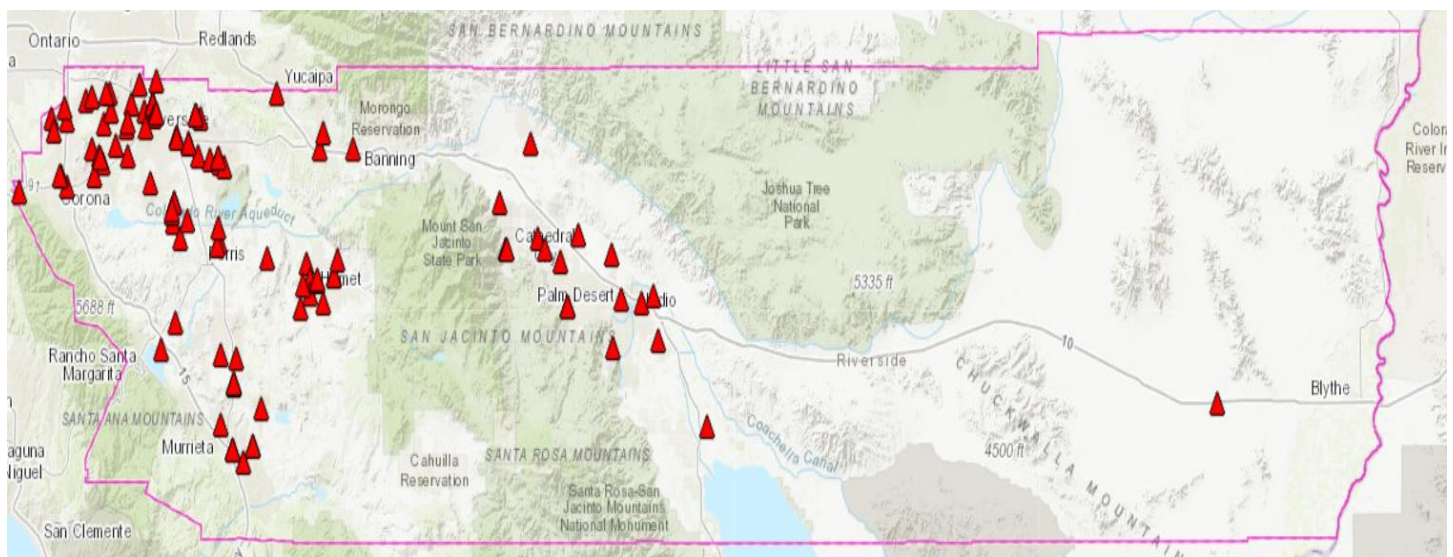 SAN BERNARDINO MOUNTAINS
Ontario
Redlands
LITTLE SAN
BERNARDINO
MOUNTAINS
Yucaipa
Morongo
Reservation
Banning
Colorado River Aqueduct
91
Mount San
Jacinto
State Park
Joshua Tree
National
Park
5335 ft
5688 ft
Palm Desert
SAN JACINTO MOUNTAINS
Rancho Santa
Margarita
15
Riverside
10
Blythe
SANTA ANA MOUNTAINS
Murrieta
Cahuilla
Reservation
SANTA ROSA MOUNTAINS
Coachella Canal
4500 ft
Santa Rosa-San
Jacinto Mountains
National Monument
San Clemente